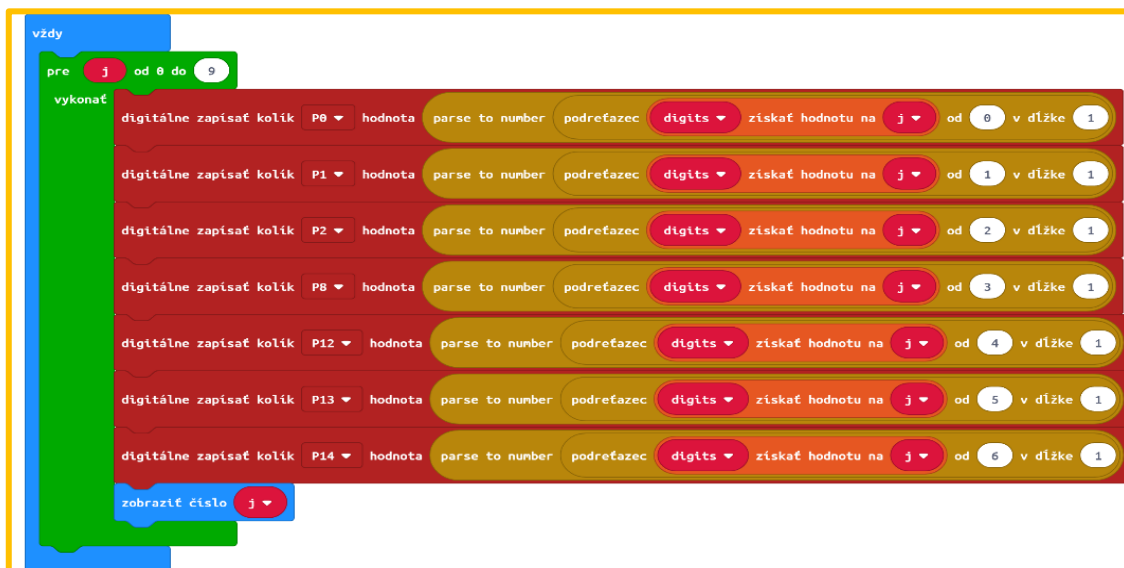 vždy
pre j od 0 do 9
vykonať
digitálne zapísať kolík P0 hodnota parse to number podreťazec digits získať hodnotu na j od 0 v dĺžke 1
digitálne zapísať kolík P1 hodnota parse to number podreťazec digits získať hodnotu na j od 1 v dĺžke 1
digitálne zapísať kolík P2 hodnota parse to number podreťazec digits získať hodnotu na j od 2 v dĺžke 1
digitálne zapísať kolík P8 hodnota parse to number podreťazec digits získať hodnotu na j od 3 v dĺžke 1
digitálne zapísať kolík P12 hodnota parse to number podreťazec digits získať hodnotu na j od 4 v dĺžke 1
digitálne zapísať kolík P13 hodnota parse to number podreťazec digits získať hodnotu na j od 5 v dĺžke 1
digitálne zapísať kolík P14 hodnota parse to number podreťazec digits získať hodnotu na j od 6 v dĺžke 1
zobraziť číslo j